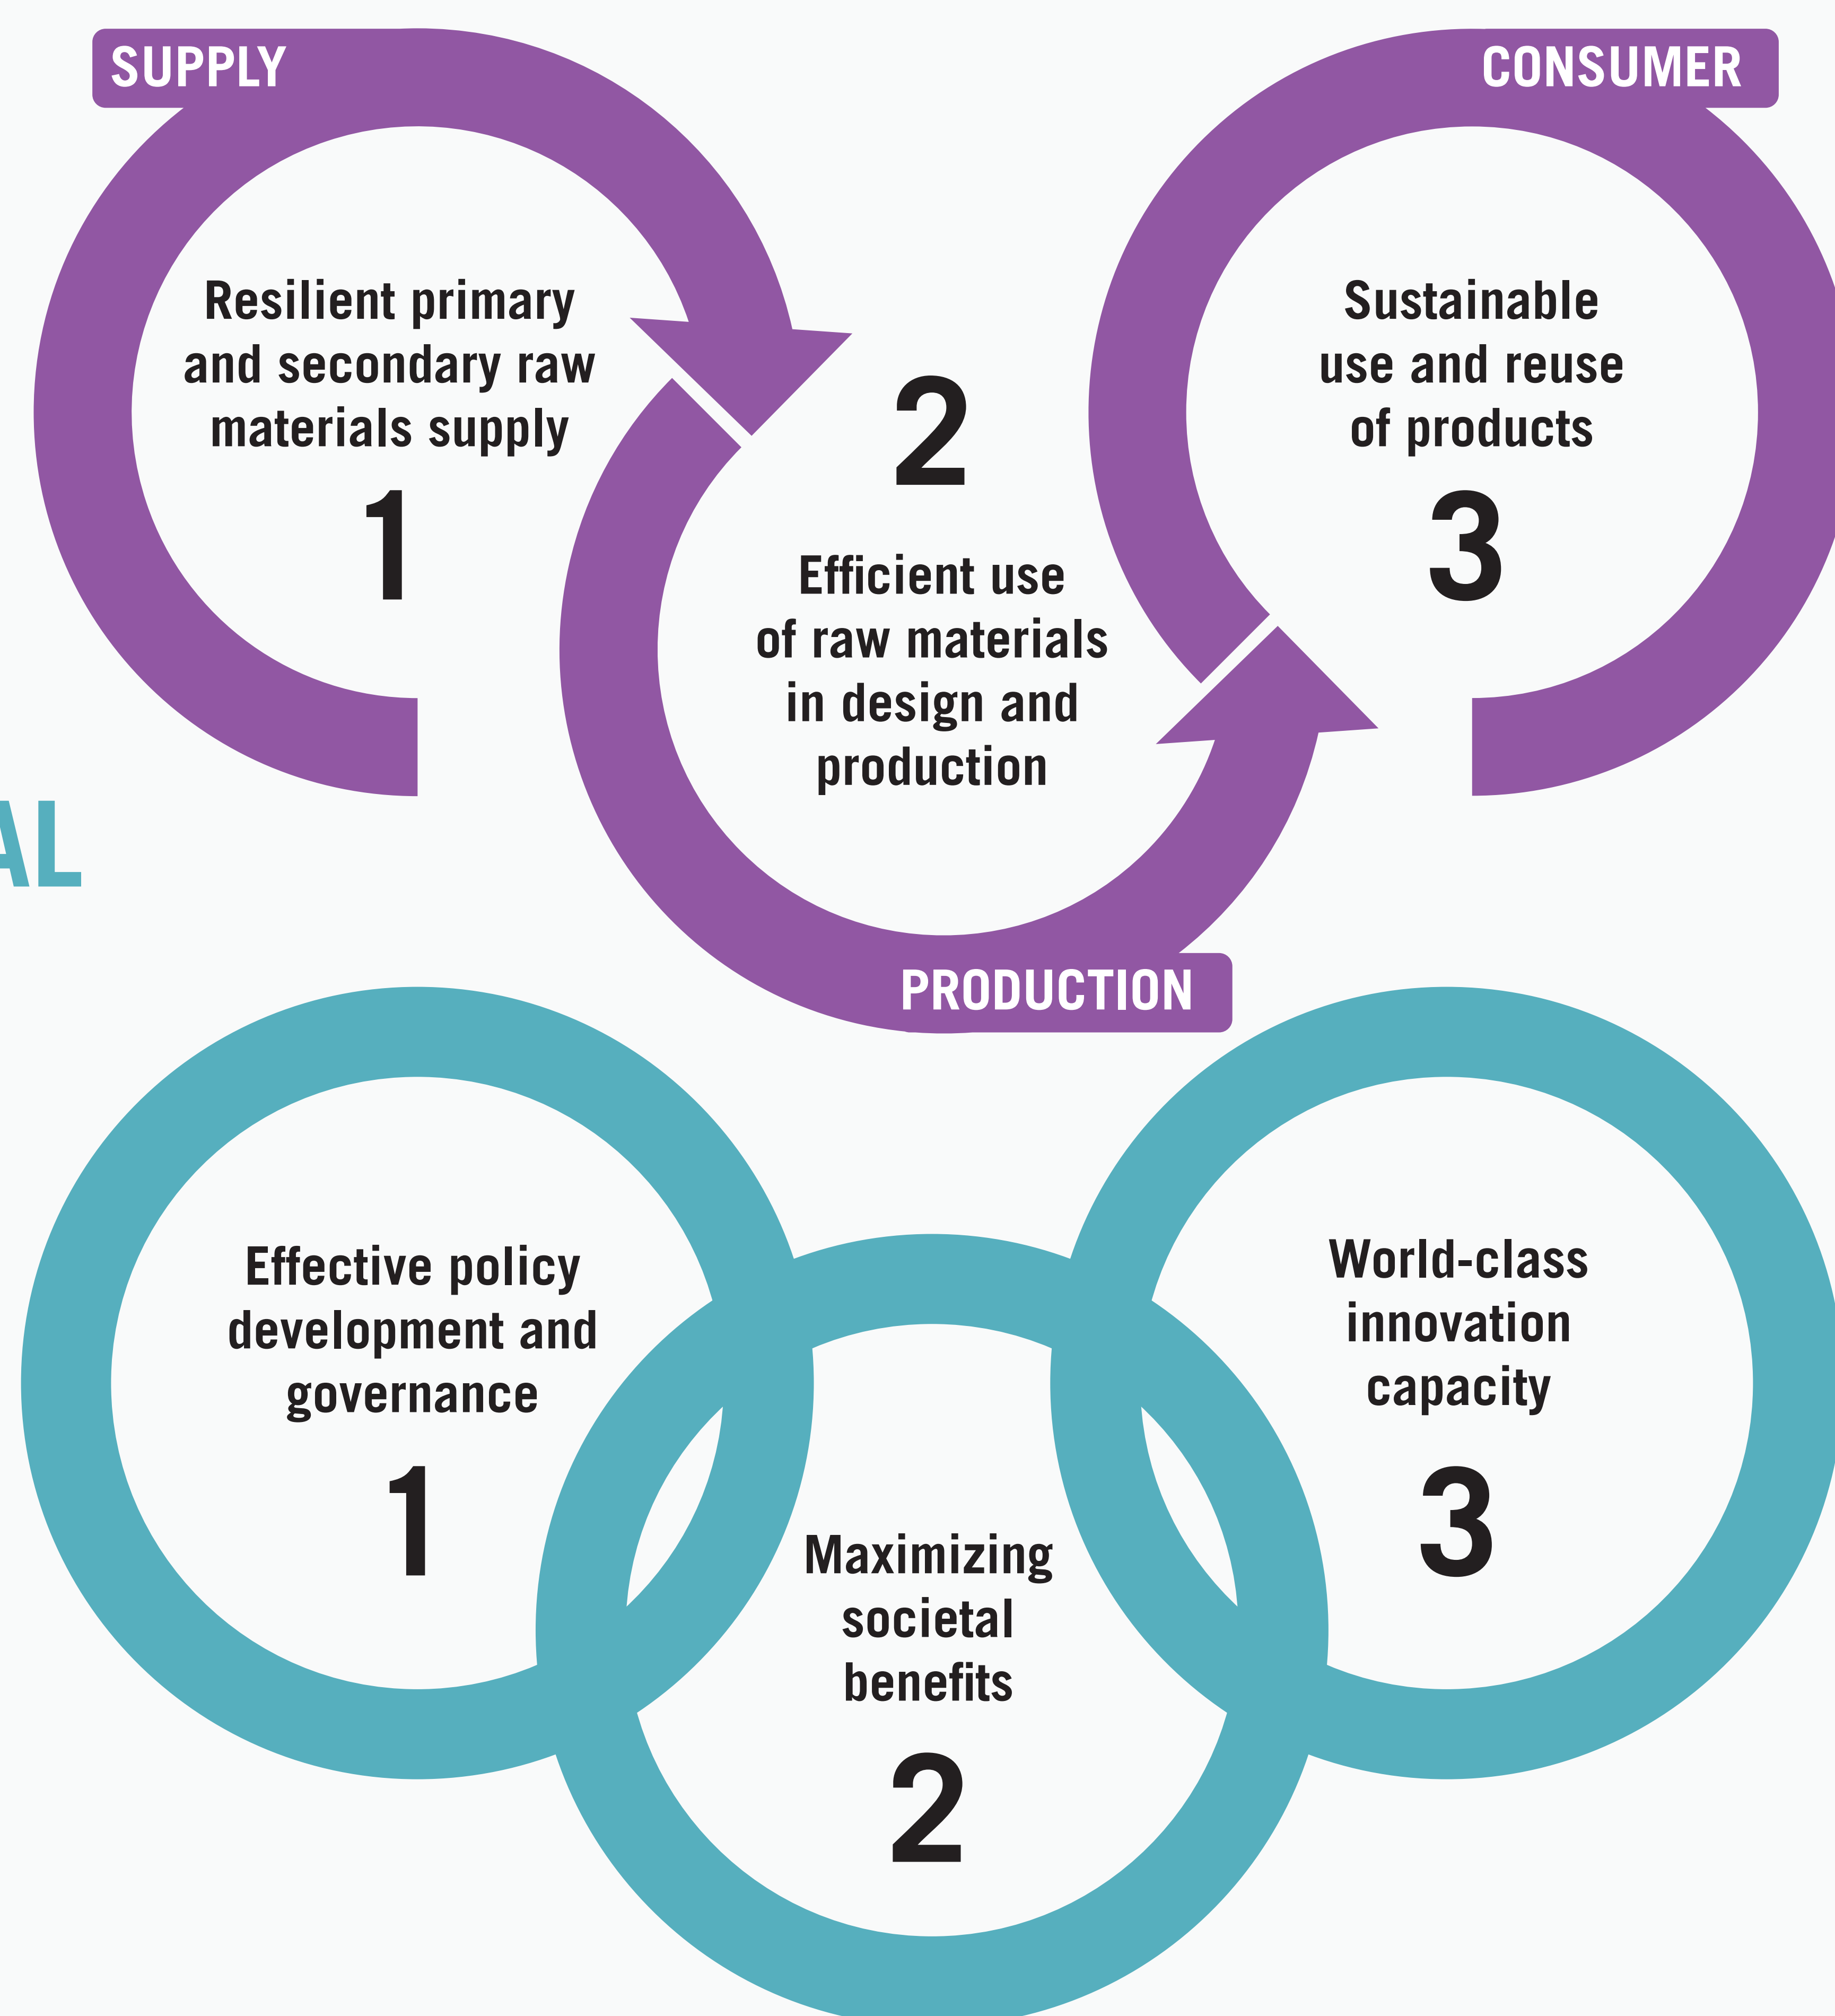 SUPPLY
Resilient primary
and secondary raw
materials supply
1
2
Efficient use
of raw materials
in design and
production
PRODUCTION
CONSUMER
Sustainable
use and reuse
of products
3
AL
Effective policy
development and
governance
1
Maximizing
societal
benefits
2
World-class
innovation
capacity
3